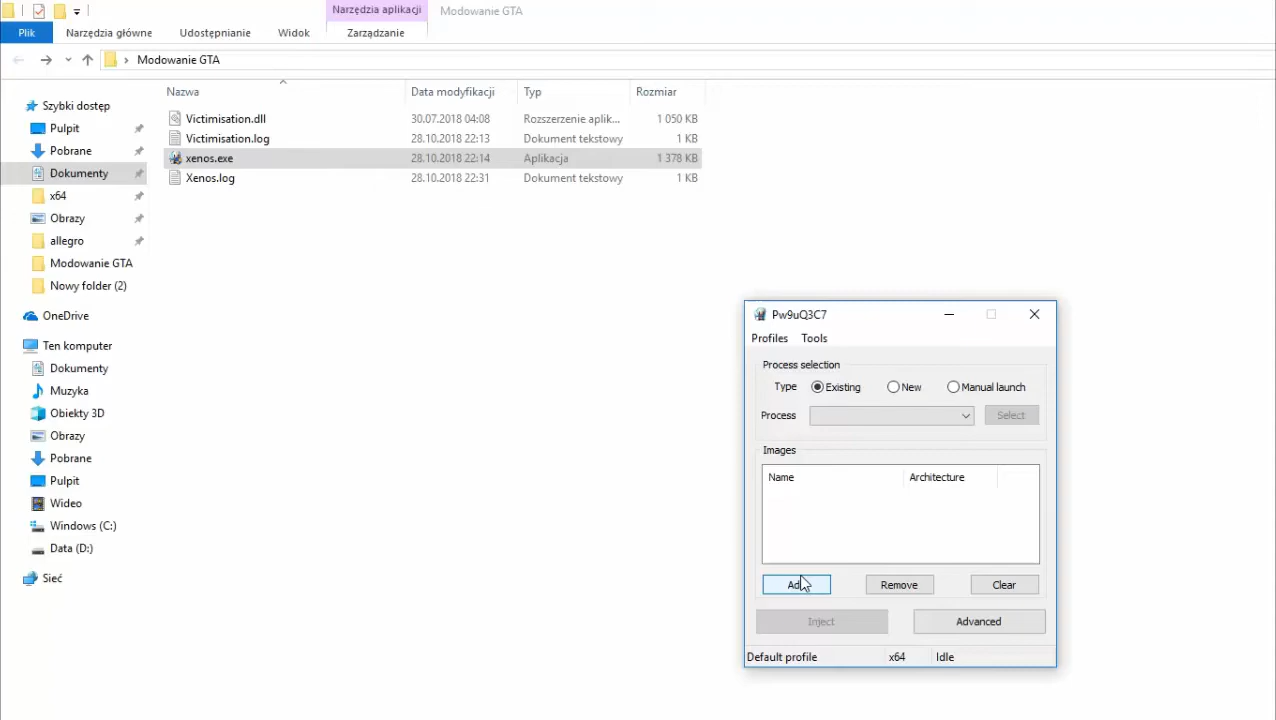 Narzędzia aplikacji
Modowanie GTA
Plik
Narzędzia główne
Udostępnianie
Widok
Zarządzanie
Modowanie GTA
Nazwa
Data modyfikacji
Typ
Rozmiar
Szybki dostęp
Pulpit
Pobrane
Dokumenty
x64
Obrazy
allegro
Modowanie GTA
Nowy folder (2)
OneDrive
Ten komputer
Dokumenty
Muzyka
Obiekty 3D
Obrazy
Pobrane
Pulpit
Wideo
Windows (C:)
Data (D:)
Sieć
Victimisation.dll 30.07.2018 04:08 Rozszerzenie aplik... 1 050 KB
Victimisation.log 28.10.2018 22:13 Dokument tekstowy 1 KB
xenos.exe 28.10.2018 22:14 Aplikacja 1 378 KB
Xenos.log 28.10.2018 22:31 Dokument tekstowy 1 KB
Pw9uQ3C7
Profiles Tools
Process selection
Type Existing New Manual launch
Process Select
Images
Name Architecture
Add Remove Clear
Inject Advanced
Default profile x64 Idle